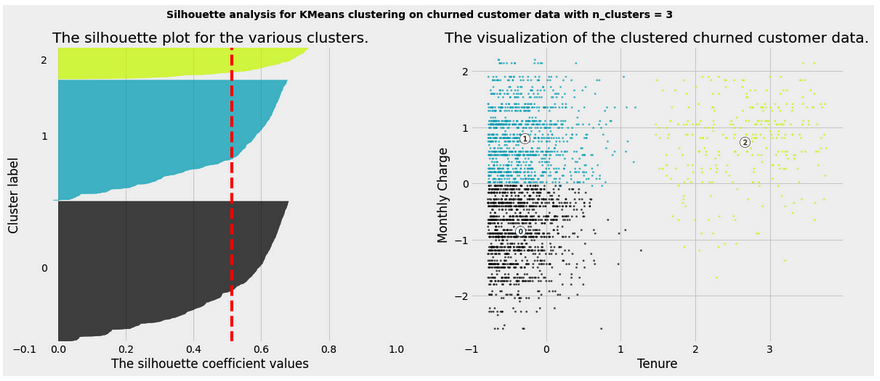 Silhouette analysis for KMeans clustering on churned customer data with n_clusters = 3
The silhouette plot for the various clusters.
Cluster label
2
1
0
−0.1 0.0 0.2 0.4 0.6 0.8 1.0
The silhouette coefficient values
The visualization of the clustered churned customer data.
Monthly Charge
2
1
0
−1
−2
1
2
0
−1 0 1 2 3
Tenure